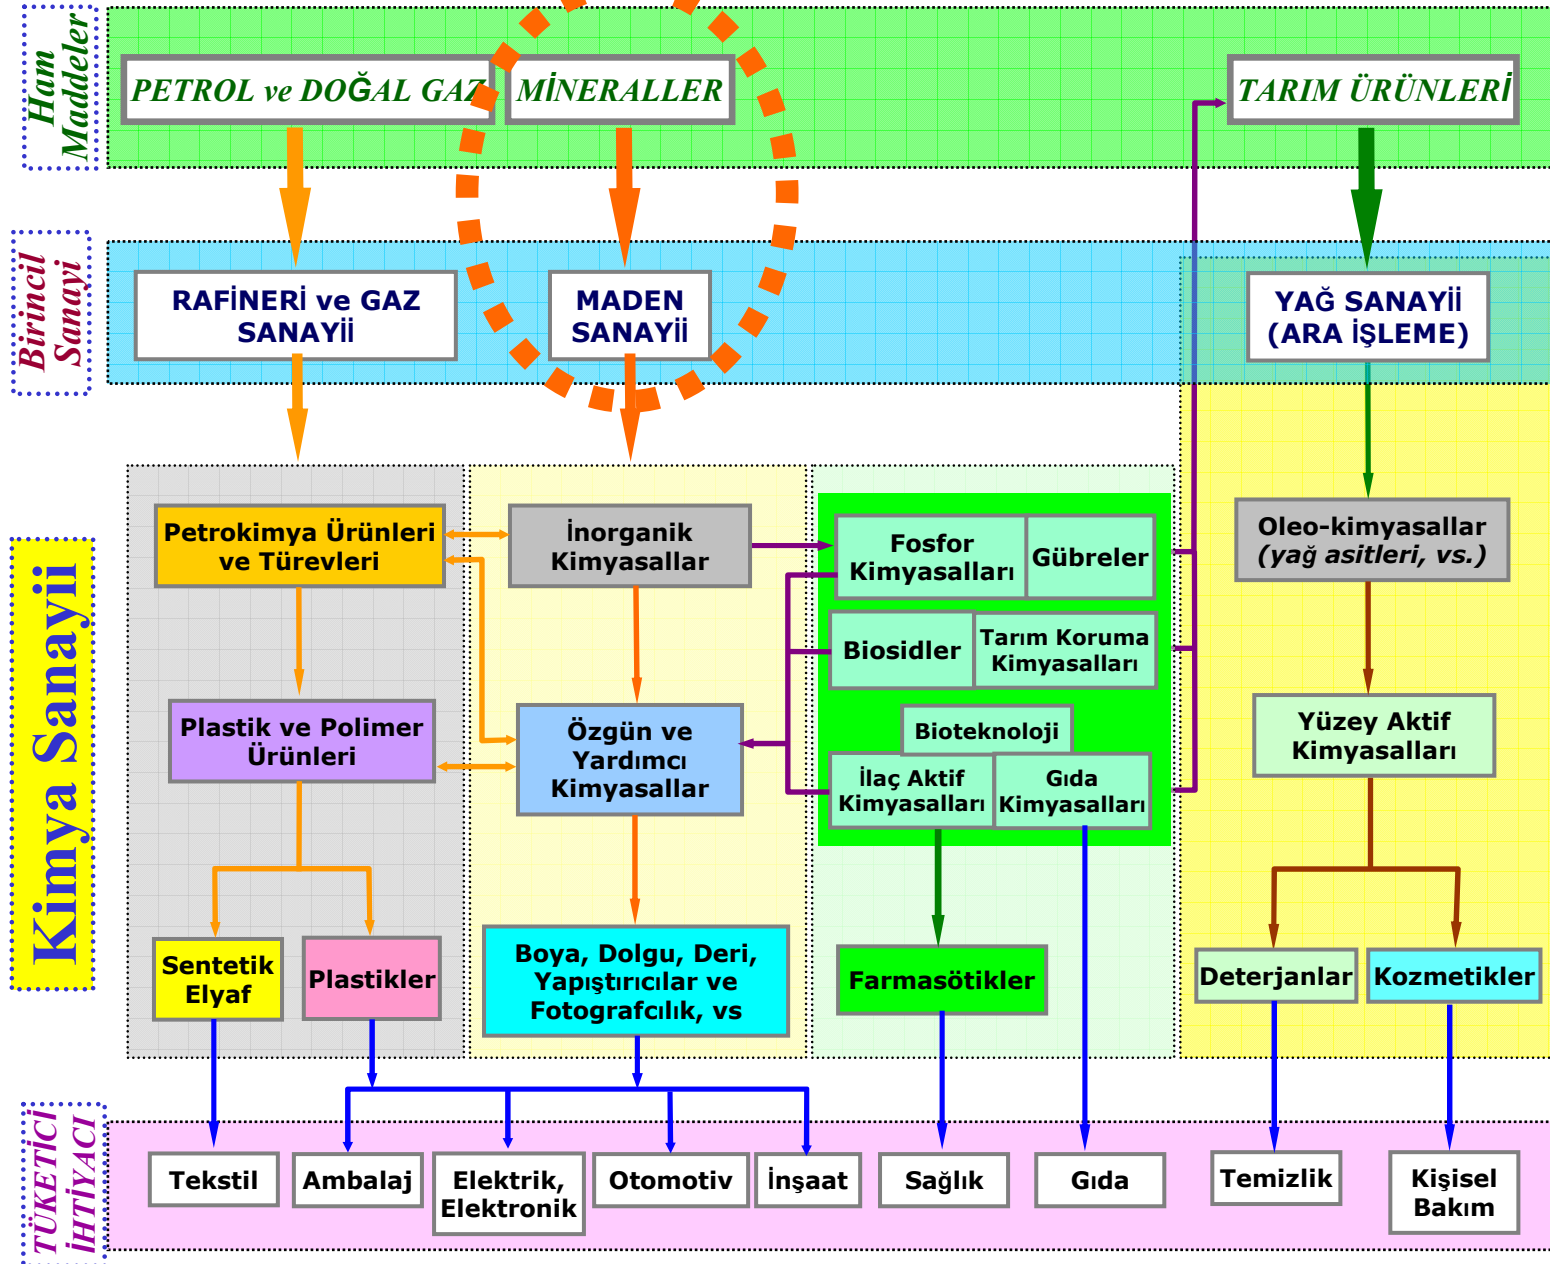 Ham
Maddeler
PETROL ve DOĞAL GAZ
MİNERALLER
TARIM ÜRÜNLERİ
Birincil
Sanayi
RAFİNERİ ve GAZ
SANAYİİ
MADEN
SANAYİİ
YAĞ SANAYİİ
(ARA İŞLEME)
Kimya Sanayii
Petrokimya Ürünleri
ve Türevleri
İnorganik
Kimyasallar
Fosfor
Kimyasalları
Gübreler
Oleo-kimyasallar
(yağ asitleri, vs.)
Biosidler
Tarım Koruma
Kimyasalları
Plastik ve Polimer
Ürünleri
Özgün ve
Yardımcı
Kimyasallar
Bioteknoloji
İlaç Aktif
Kimyasalları
Gıda
Kimyasalları
Yüzey Aktif
Kimyasalları
Sentetik
Elyaf
Plastikler
Boya, Dolgu, Deri,
Yapıştırıcılar ve
Fotografcılık, vs
Farmasötikler
Deterjanlar
Kozmetikler
TÜKETİCİ
İHTİYACI
Tekstil
Ambalaj
Elektrik,
Elektronik
Otomotiv
İnşaat
Sağlık
Gıda
Temizlik
Kişisel
Bakım